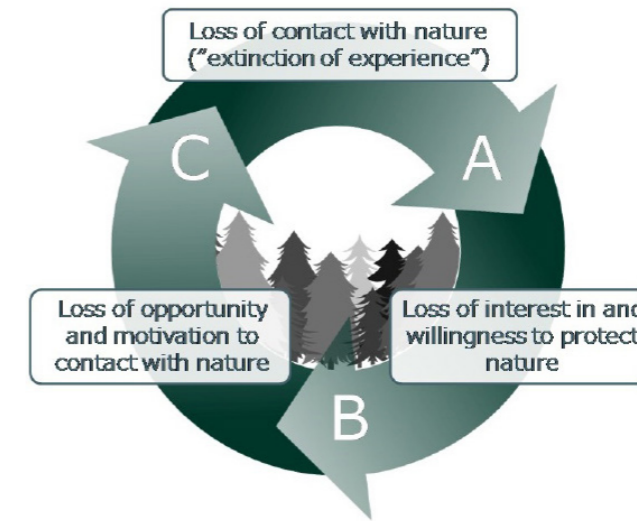 Loss of contact with nature
("extinction of experience")
C
A
Loss of opportunity
and motivation to
contact with nature
Loss of interest in and
willingness to protect
nature
B